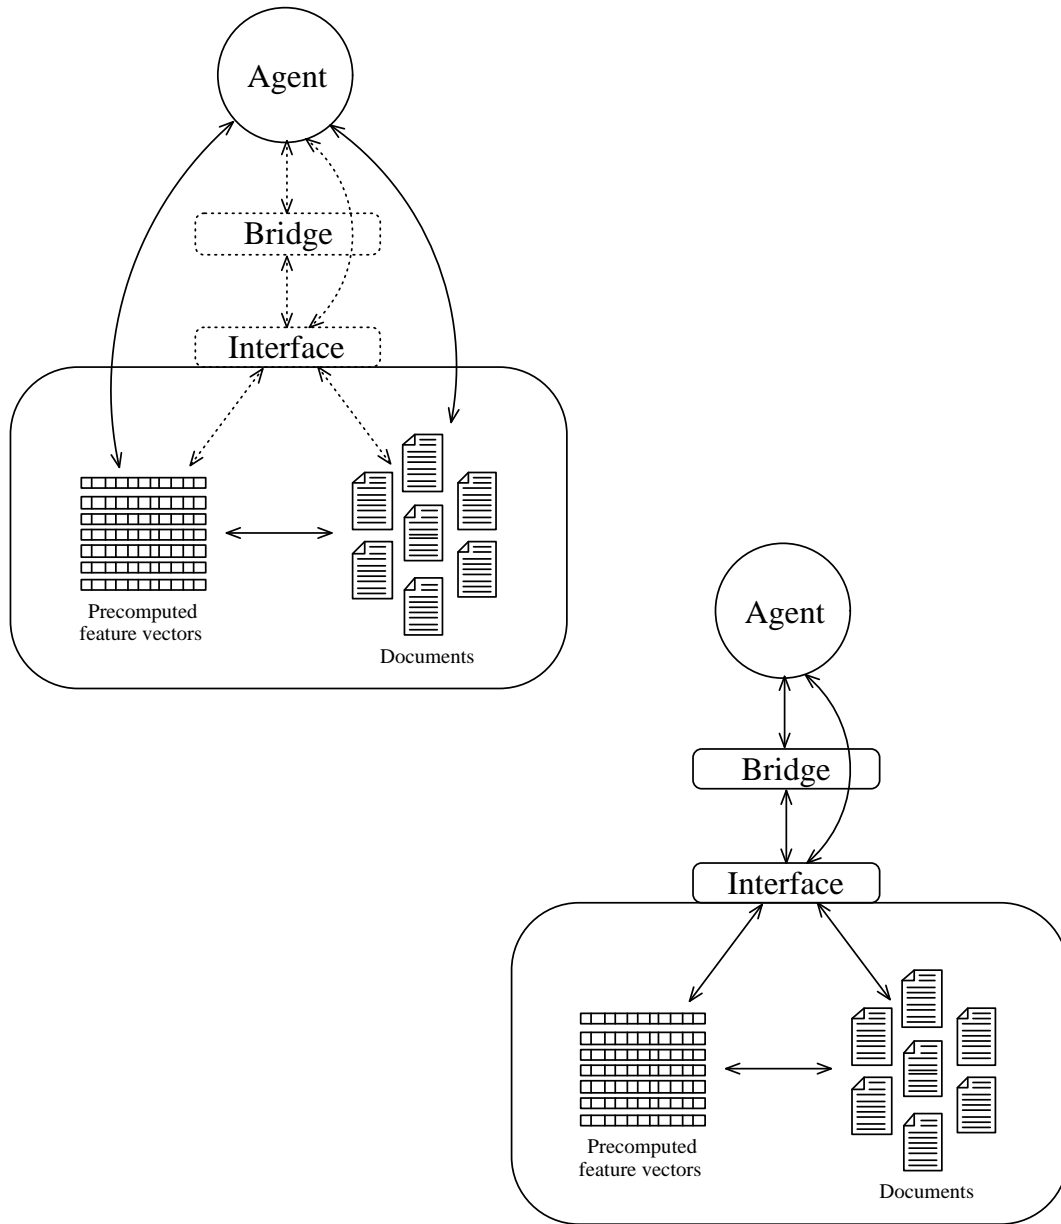 Agent
Bridge
Interface
Precomputed
feature vectors
Documents
Agent
Bridge
Interface
Precomputed
feature vectors
Documents